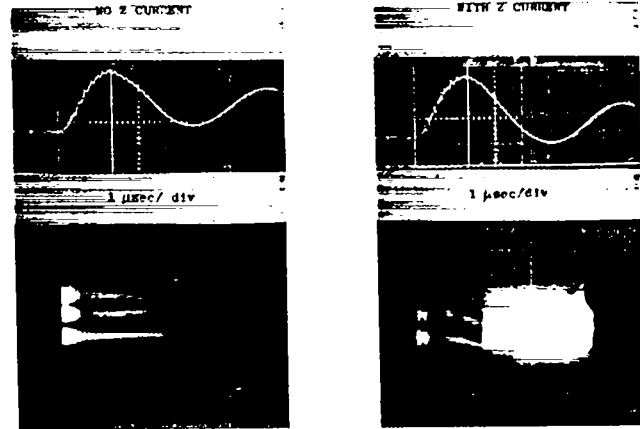 NO Z CURRENT
WITH Z CURRENT
1 μsec/ div
1 μsec/div